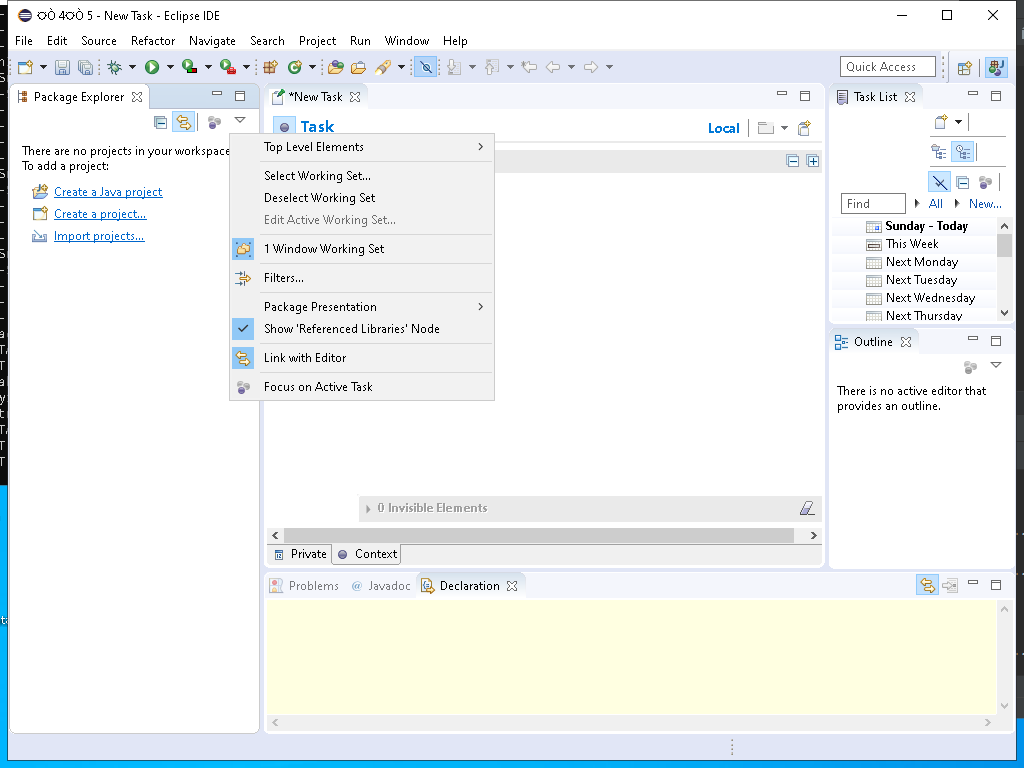 4 5 - New Task - Eclipse IDE
File Edit Source Refactor Navigate Search Project Run Window Help
Quick Access
Package Explorer
There are no projects in your workspace
To add a project:
Create a Java project
Create a project...
Import projects...
*New Task
Task
Local
Top Level Elements
Select Working Set...
Deselect Working Set
Edit Active Working Set...
1 Window Working Set
Filters...
Package Presentation
Show 'Referenced Libraries' Node
Link with Editor
Focus on Active Task
0 Invisible Elements
Private Context
Task List
Find All New...
Sunday - Today
This Week
Next Monday
Next Tuesday
Next Wednesday
Next Thursday
Outline
There is no active editor that
provides an outline.
Problems @ Javadoc Declaration